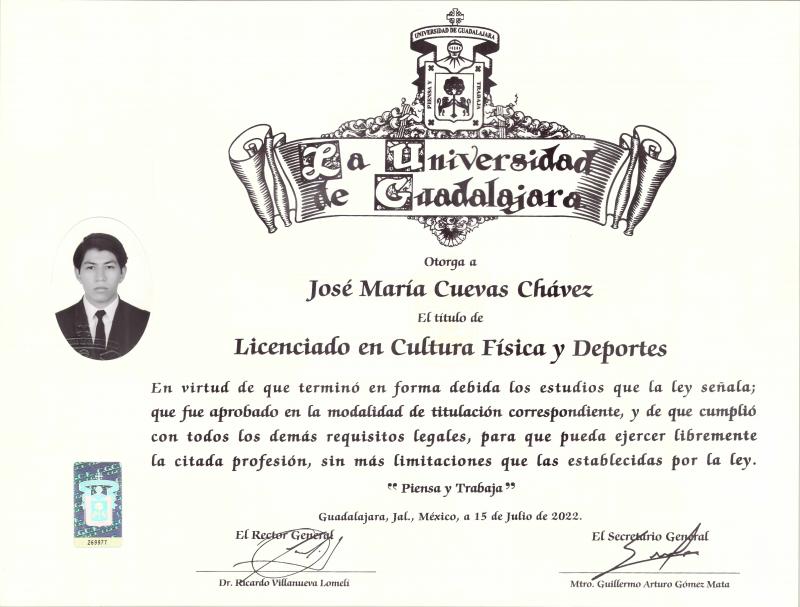 UNIVERSIDAD DE GUADALAJARA
PIENSA Y TRABAJA
La Universidad
de Guadalajara
Otorga a
José María Cuevas Chávez
El título de
Licenciado en Cultura Física y Deportes
En virtud de que terminó en forma debida los estudios que la ley señala;
que fue aprobado en la modalidad de titulación correspondiente, y de que cumplió
con todos los demás requisitos legales, para que pueda ejercer libremente
la citada profesión, sin más limitaciones que las establecidas por la ley.
“ Piensa y Trabaja ”
Guadalajara, Jal., México, a 15 de Julio de 2022.
El Rector General
El Secretario General
Dr. Ricardo Villanueva Lomelí
Mtro. Guillermo Arturo Gómez Mata
269977